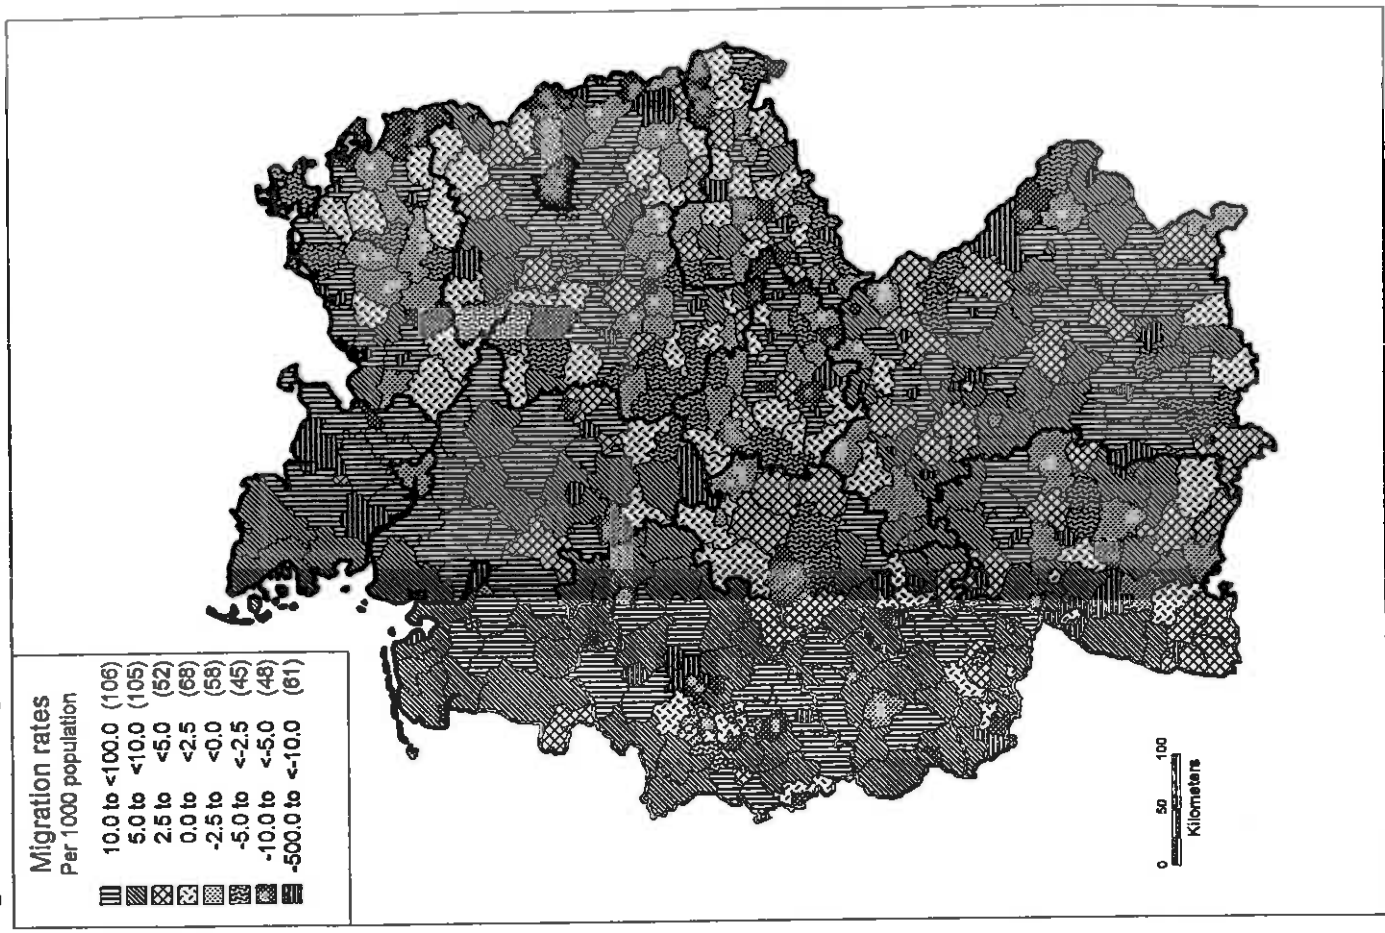 Migration rates
Per 1000 population
10.0 to <100.0 (106)
5.0 to <10.0 (105)
2.5 to <5.0 (52)
0.0 to <2.5 (68)
-2.5 to <0.0 (58)
-5.0 to <-2.5 (45)
-10.0 to <-5.0 (48)
-500.0 to <-10.0 (61)
0 50 100
Kilometers